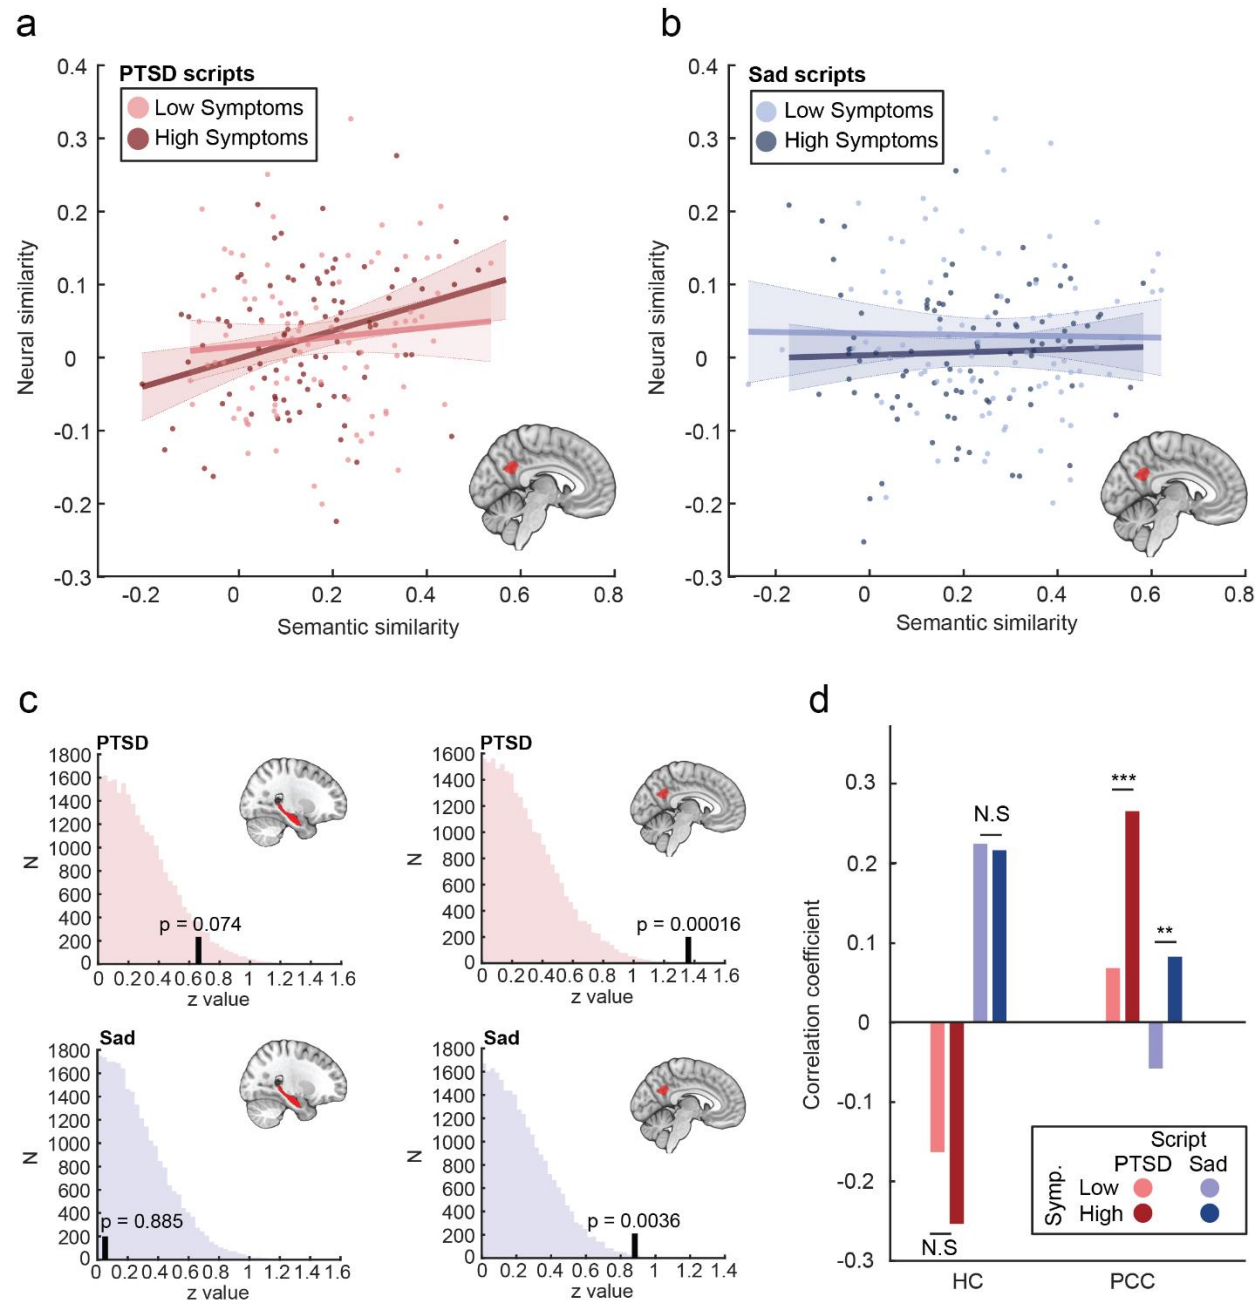 a
PTSD scripts
Low Symptoms
High Symptoms
0.4
0.3
0.2
0.1
0
-0.1
-0.2
-0.3
Neural similarity
-0.2 0 0.2 0.4 0.6 0.8
Semantic similarity
b
Sad scripts
Low Symptoms
High Symptoms
0.4
0.3
0.2
0.1
0
-0.1
-0.2
-0.3
Neural similarity
-0.2 0 0.2 0.4 0.6 0.8
Semantic similarity
c
PTSD
1800
1600
1400
1200
1000
800
600
400
200
0
N
p = 0.074
0 0.2 0.4 0.6 0.8 1 1.2 1.4 1.6
z value
PTSD
1600
1400
1200
1000
800
600
400
200
0
N
p = 0.00016
0 0.2 0.4 0.6 0.8 1 1.2 1.4 1.6
z value
Sad
1800
1600
1400
1200
1000
800
600
400
200
0
N
p = 0.885
0 0.2 0.4 0.6 0.8 1 1.2 1.4 1.6
z value
Sad
1800
1600
1400
1200
1000
800
600
400
200
0
N
p = 0.0036
0 0.2 0.4 0.6 0.8 1 1.2 1.4 1.6
z value
d
0.3
0.2
0.1
0
-0.1
-0.2
-0.3
Correlation coefficient
N.S
***
**
N.S
HC PCC
Script
PTSD Sad
Symp.
Low
High